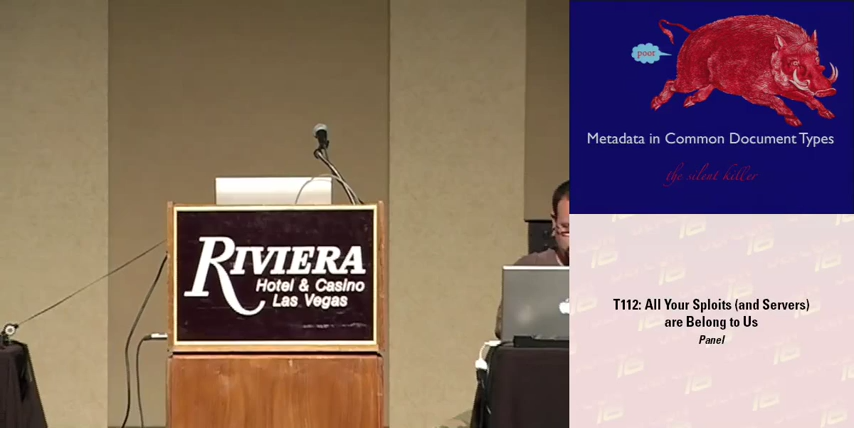 RIVIERA
Hotel & Casino
Las Vegas
poot
Metadata in Common Document Types
the silent killer
T112: All Your Sploits (and Servers)
are Belong to Us
Panel